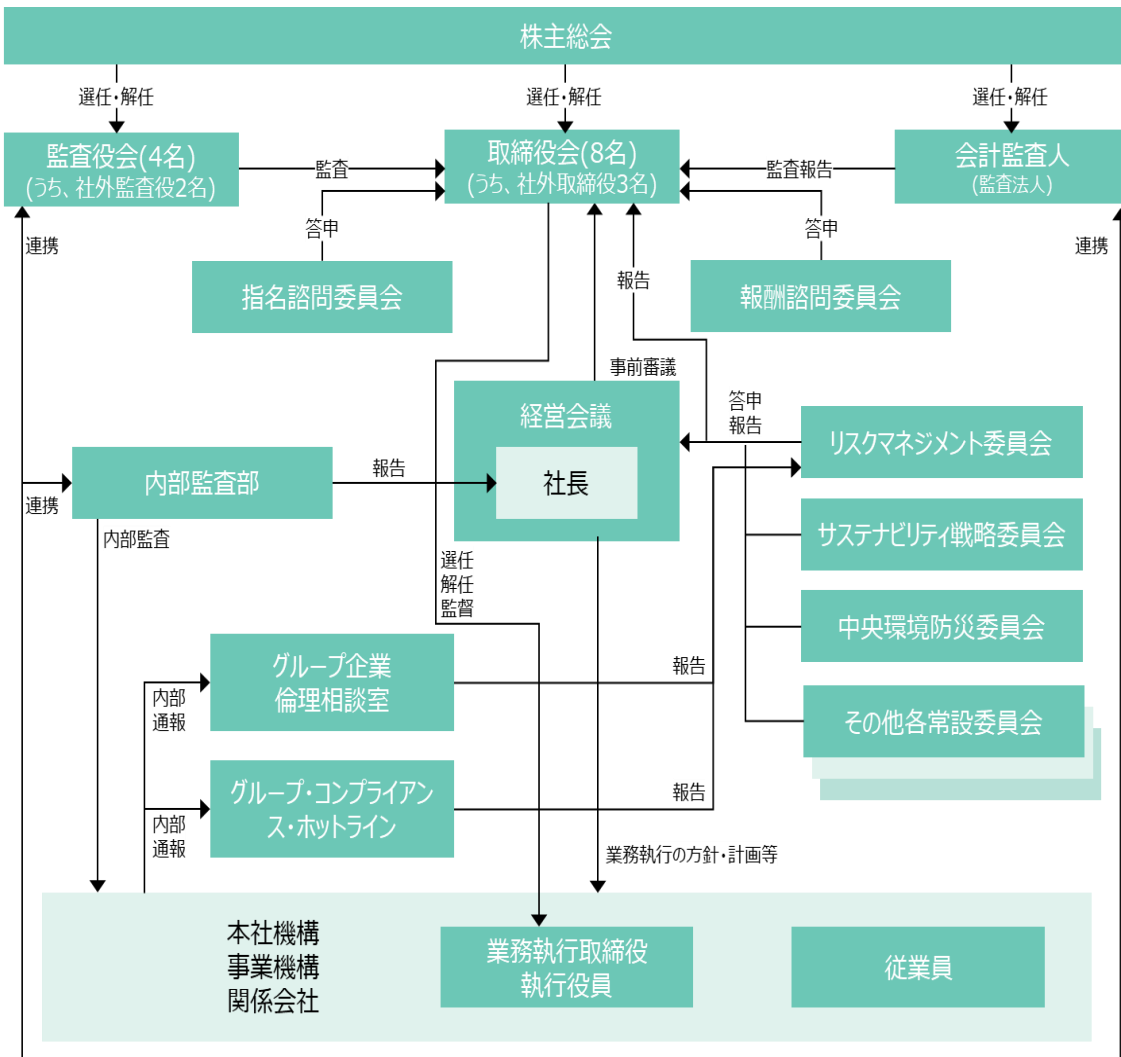 株主総会
選任・解任
選任・解任
選任・解任
監査役会(4名)
(うち、社外監査役2名)
監査
取締役会(8名)
(うち、社外取締役3名)
監査報告
会計監査人
(監査法人)
連携
答申
答申
連携
指名諮問委員会
報告
報酬諮問委員会
事前審議
経営会議
答申
報告
リスクマネジメント委員会
内部監査部
報告
社長
連携
内部監査
サステナビリティ戦略委員会
選任
解任
監督
中央環境防災委員会
グループ企業
倫理相談室
報告
内部
通報
その他各常設委員会
グループ・コンプライアン
ス・ホットライン
報告
内部
通報
業務執行の方針・計画等
本社機構
事業機構
関係会社
業務執行取締役
執行役員
従業員